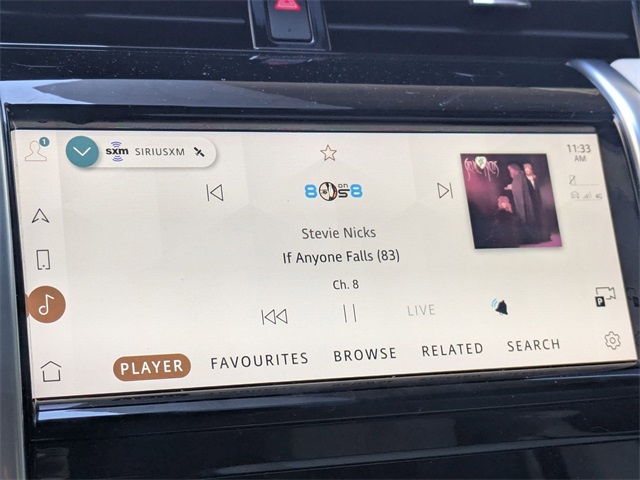 1
sxm SIRIUSXM
11:33
AM
80s on 8
Stevie Nicks
If Anyone Falls (83)
Ch. 8
LIVE
P
PLAYER FAVOURITES BROWSE RELATED SEARCH